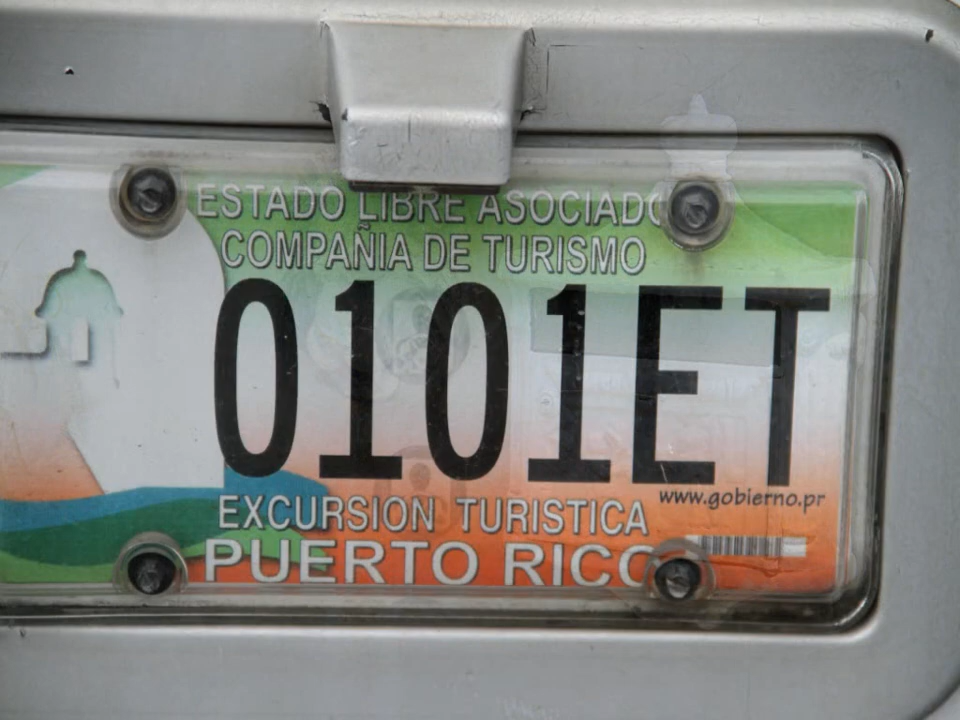 ESTADO LIBRE ASOCIADO
COMPAÑIA DE TURISMO
0101ET
www.gobierno.pr
EXCURSION TURISTICA
PUERTO RICO